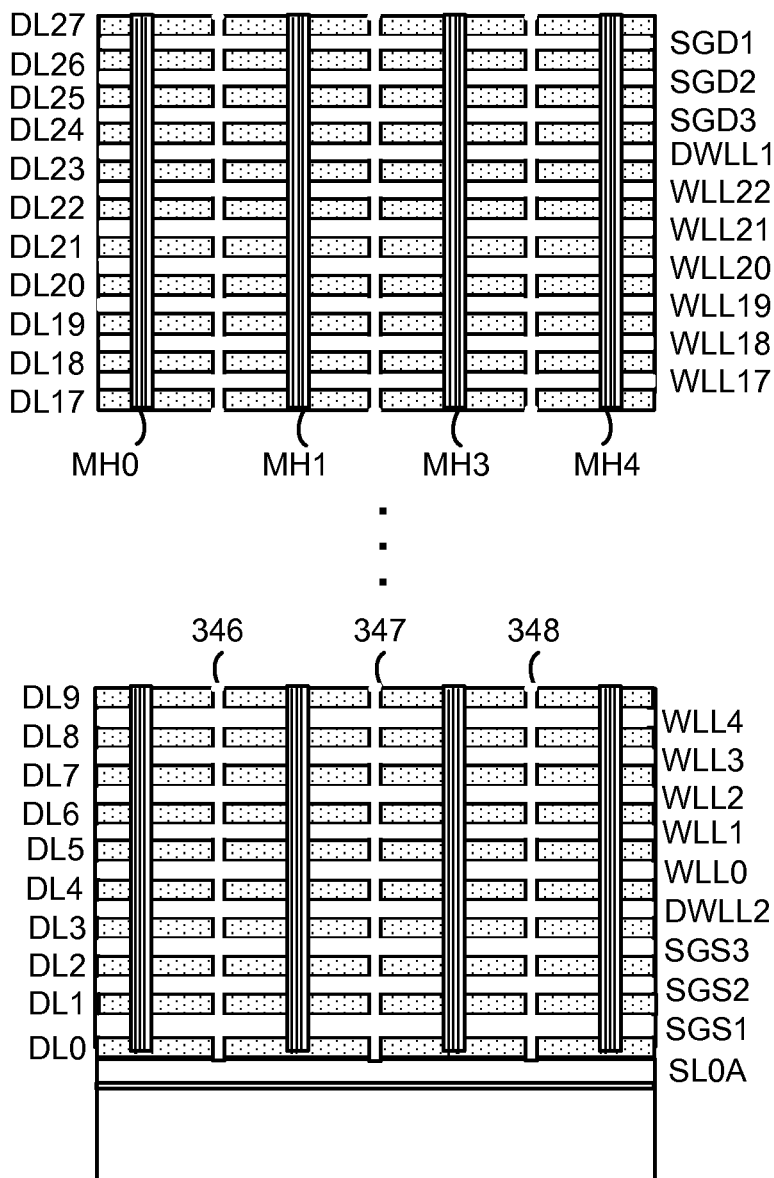 DL27
SGD1
DL26
SGD2
DL25
SGD3
DL24
DWLL1
DL23
WLL22
DL22
WLL21
DL21
WLL20
DL20
WLL19
DL19
WLL18
DL18
WLL17
DL17
MH0 MH1 MH3 MH4
346 347 348
DL9
WLL4
DL8
WLL3
DL7
WLL2
DL6
WLL1
DL5
WLL0
DL4
DWLL2
DL3
SGS3
DL2
SGS2
DL1
SGS1
DL0
SL0A